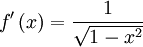 f′(x) = 1/√(1 − x²)